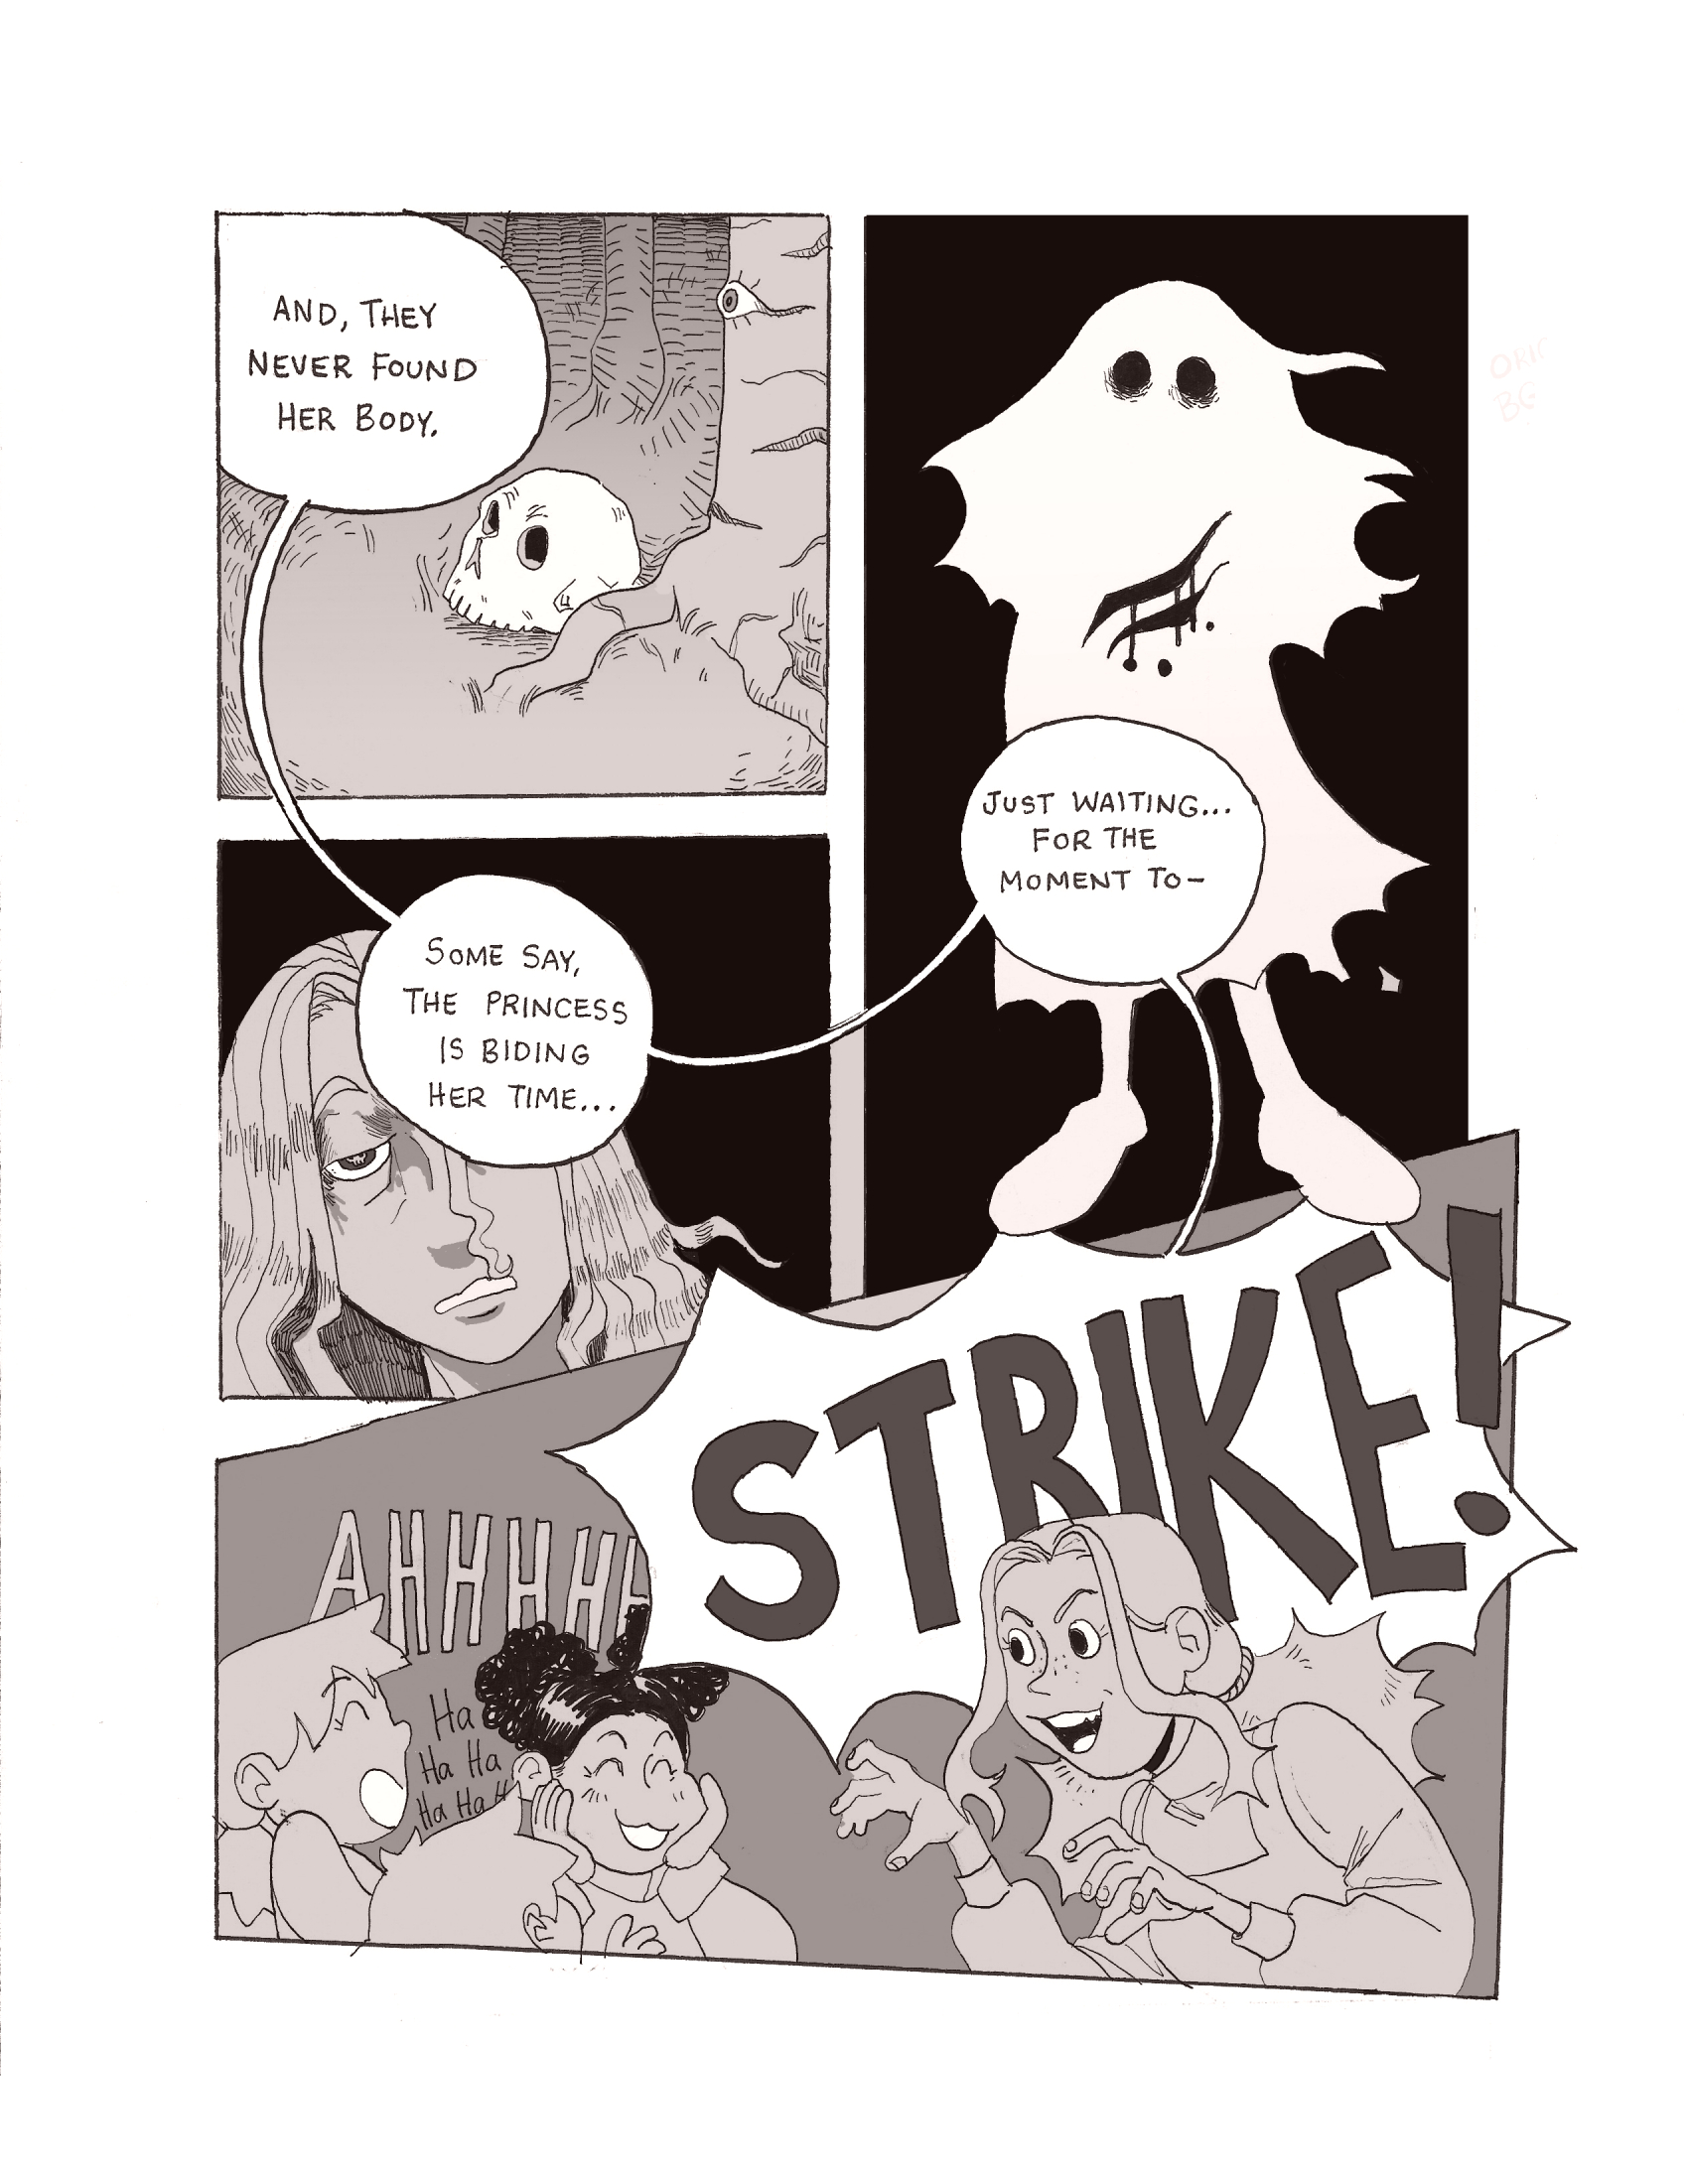 AND, THEY
NEVER FOUND
HER BODY.
SOME SAY,
THE PRINCESS
IS BIDING
HER TIME...
JUST WAITING...
FOR THE
MOMENT TO—
STRIKE!
AHHHHH
Ha
Ha Ha
Ha Ha H